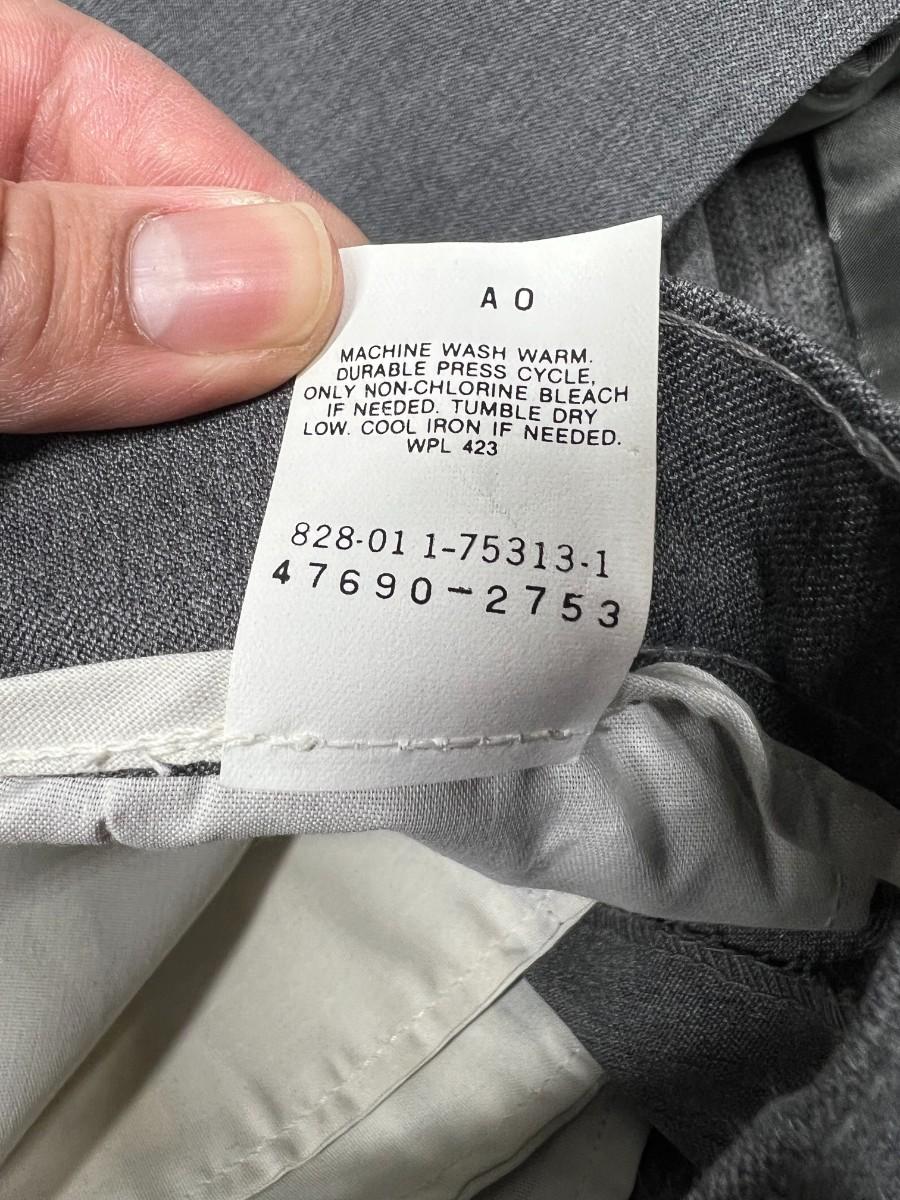 A 0
MACHINE WASH WARM.
DURABLE PRESS CYCLE,
ONLY NON-CHLORINE BLEACH
IF NEEDED. TUMBLE DRY
LOW. COOL IRON IF NEEDED.
WPL 423
828-01 1-75313-1
47690-2753